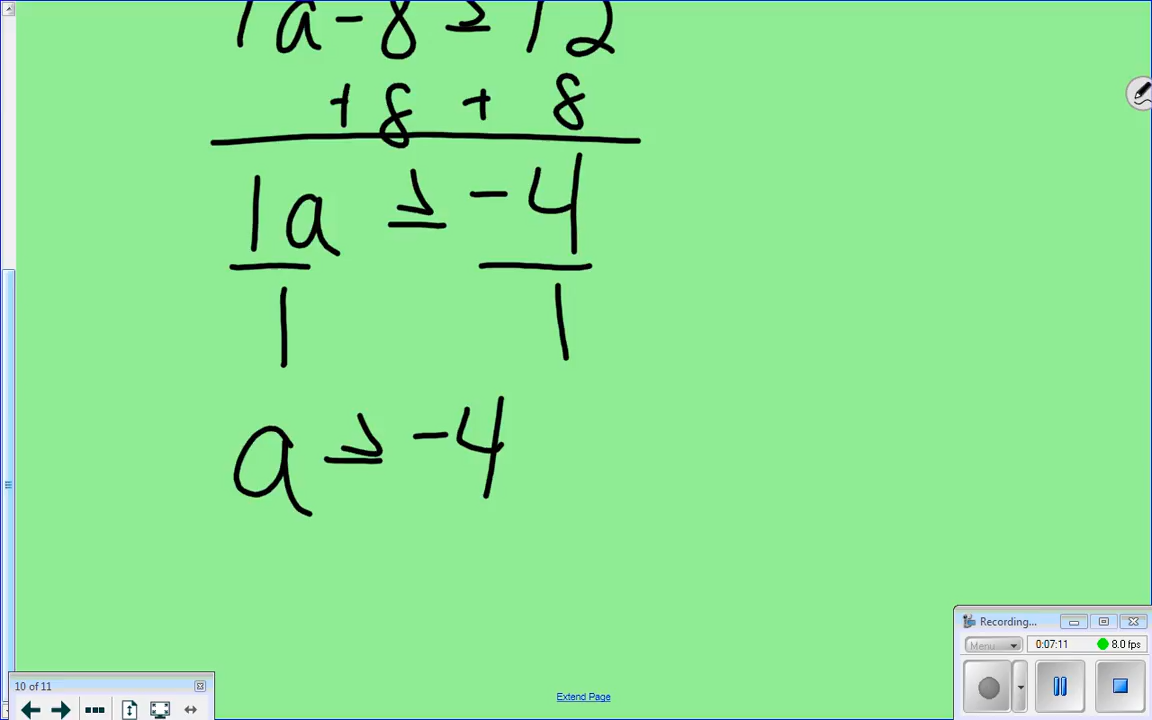 1a - 8 ≥ 12
+ 8 + 8
1a ≥ -4
1 1
a ≥ -4
Recording...
Menu 0:07:11 8.0 fps
10 of 11
Extend Page